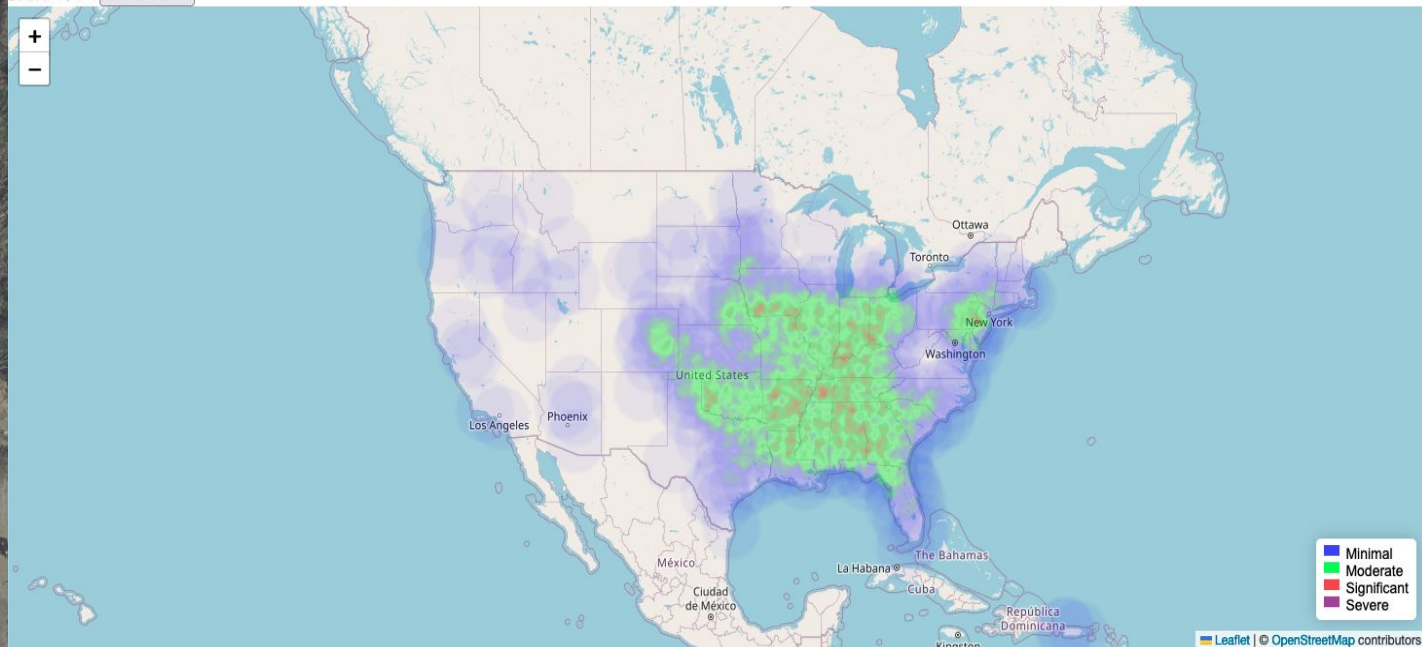 +
−
Ottawa
Toronto
New York
Washington
United States
Los Angeles
Phoenix
México
Ciudad
de México
La Habana
The Bahamas
Cuba
República
Dominicana
Kingston
Minimal
Moderate
Significant
Severe
Leaflet | © OpenStreetMap contributors